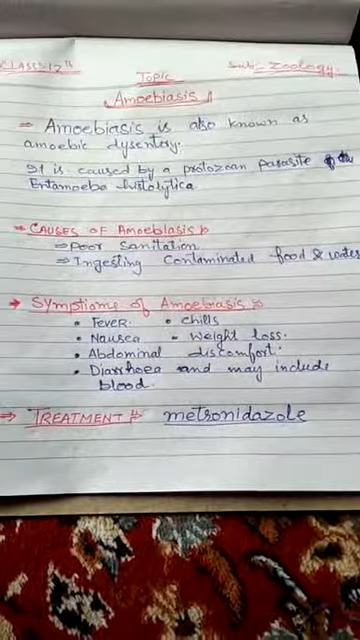 CLASS:-12th
Sub:- Zoology.
Topic
Amoebiasis
⇒ Amoebiasis is also known as
amoebic dysentery.
It is caused by a protozoan parasite
Entamoeba histolytica
→ CAUSES OF AMOEBIASIS
⇒ Poor Sanitation
⇒ Ingesting Contaminated food & water
→ Symptoms of Amoebiasis
• Fever. • chills
• Nausea • Weight loss.
• Abdominal discomfort.
• Diarrhoea and may include
blood.
⇒ TREATMENT metronidazole